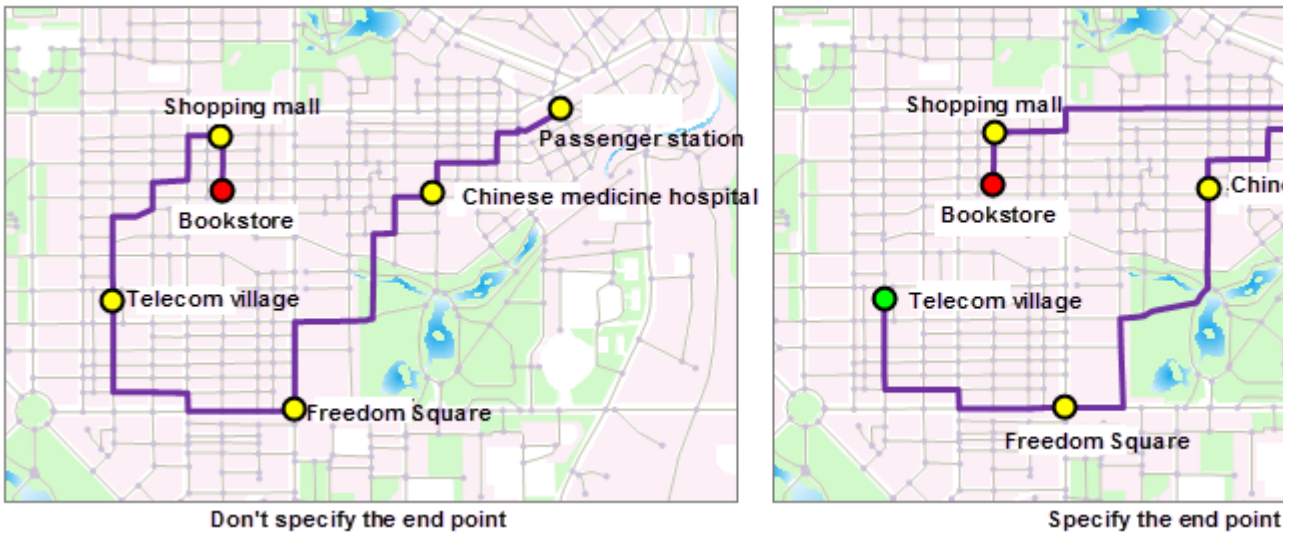 Shopping mall
Passenger station
Chinese medicine hospital
Bookstore
Telecom village
Freedom Square
Don't specify the end point
Shopping mall
Bookstore
Telecom village
Freedom Square
Specify the end point